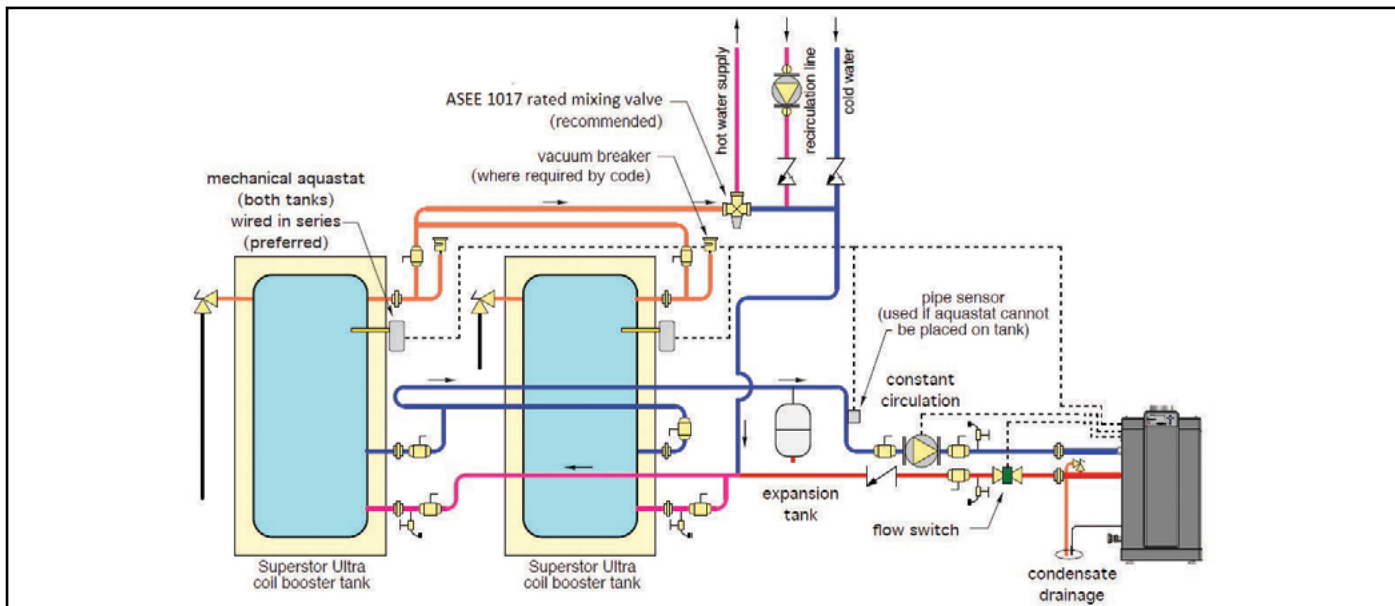 hot water supply
recirculation line
cold water
ASEE 1017 rated mixing valve
(recommended)
vacuum breaker
(where required by code)
mechanical aquastat
(both tanks)
wired in series
(preferred)
pipe sensor
(used if aquastat cannot
be placed on tank)
constant
circulation
expansion
tank
flow switch
condensate
drainage
Superstor Ultra
coil booster tank
Superstor Ultra
coil booster tank